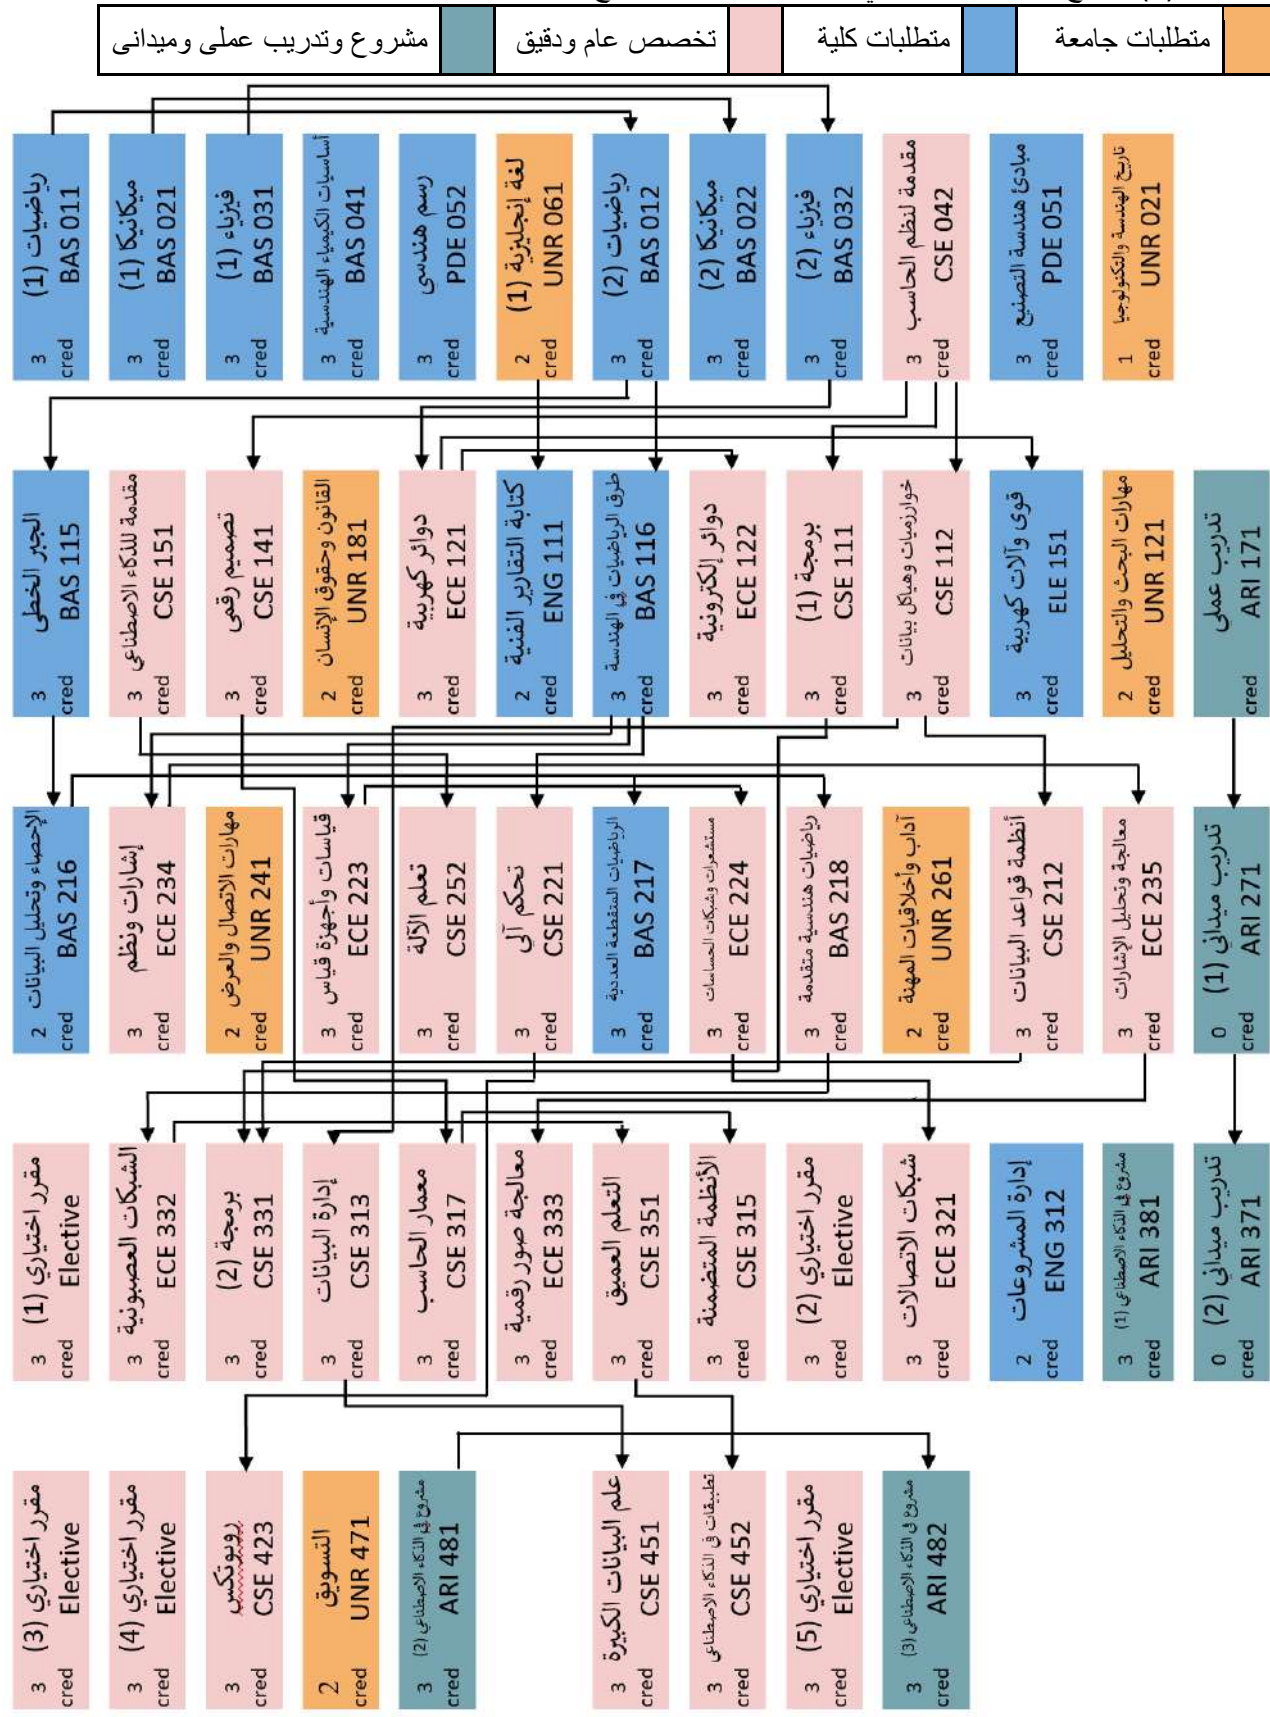 متطلبات جامعة
متطلبات كلية
تخصص عام ودقيق
مشروع وتدريب عملى وميدانى
رياضيات (1)
BAS 011
3
cred
ميكانيكا (1)
BAS 021
3
cred
فيزياء (1)
BAS 031
3
cred
أساسيات الكيمياء الهندسية
BAS 041
3
cred
رسم هندسى
PDE 052
3
cred
لغة إنجليزية (1)
UNR 061
2
cred
رياضيات (2)
BAS 012
3
cred
ميكانيكا (2)
BAS 022
3
cred
فيزياء (2)
BAS 032
3
cred
مقدمة لنظم الحاسب
CSE 042
3
cred
مبادئ هندسة التصنيع
PDE 051
3
cred
تاريخ الهندسة والتكنولوجيا
UNR 021
1
cred
الجبر الخطى
BAS 115
3
cred
مقدمة للذكاء الاصطناعي
CSE 151
3
cred
تصميم رقمى
CSE 141
3
cred
القانون وحقوق الإنسان
UNR 181
2
cred
دوائر كهربية
ECE 121
3
cred
كتابة التقارير الفنية
ENG 111
2
cred
طرق الرياضيات في الهندسة
BAS 116
3
cred
دوائر إلكترونية
ECE 122
3
cred
برمجة (1)
CSE 111
3
cred
خوارزميات وهياكل بيانات
CSE 112
3
cred
قوى وآلات كهربية
ELE 151
3
cred
مهارات البحث والتحليل
UNR 121
2
cred
تدريب عملي
ARI 171
cred
الإحصاء وتحليل البيانات
BAS 216
2
cred
إشارات ونظم
ECE 234
3
cred
مهارات الاتصال والعرض
UNR 241
2
cred
قياسات وأجهزة قياس
ECE 223
3
cred
تعلم الآلة
CSE 252
3
cred
تحكم آلي
CSE 221
3
cred
الرياضيات المتقطعة العددية
BAS 217
3
cred
مستشعرات وشبكات الحساسات
ECE 224
3
cred
رياضيات هندسية متقدمة
BAS 218
3
cred
آداب وأخلاقيات المهنة
UNR 261
2
cred
أنظمة قواعد البيانات
CSE 212
3
cred
معالجة وتحليل الإشارات
ECE 235
3
cred
تدريب ميداني (1)
ARI 271
0
cred
مقرر اختياري (1)
Elective
3
cred
الشبكات العصبونية
ECE 332
3
cred
برمجة (2)
CSE 331
3
cred
إدارة البيانات
CSE 313
3
cred
معمار الحاسب
CSE 317
3
cred
معالجة صور رقمية
ECE 333
3
cred
التعلم العميق
CSE 351
3
cred
الأنظمة المتضمنة
CSE 315
3
cred
مقرر اختياري (2)
Elective
3
cred
شبكات الاتصالات
ECE 321
3
cred
إدارة المشروعات
ENG 312
2
cred
مشروع في الذكاء الاصطناعي (1)
ARI 381
3
cred
تدريب ميداني (2)
ARI 371
0
cred
مقرر اختياري (3)
Elective
3
cred
مقرر اختياري (4)
Elective
3
cred
روبوتكس
CSE 423
3
cred
التسويق
UNR 471
2
cred
مشروع في الذكاء الاصطناعي (2)
ARI 481
3
cred
علم البيانات الكبيرة
CSE 451
3
cred
تطبيقات في الذكاء الاصطناعي
CSE 452
3
cred
مقرر اختياري (5)
Elective
3
cred
مشروع في الذكاء الاصطناعي (3)
ARI 482
3
cred